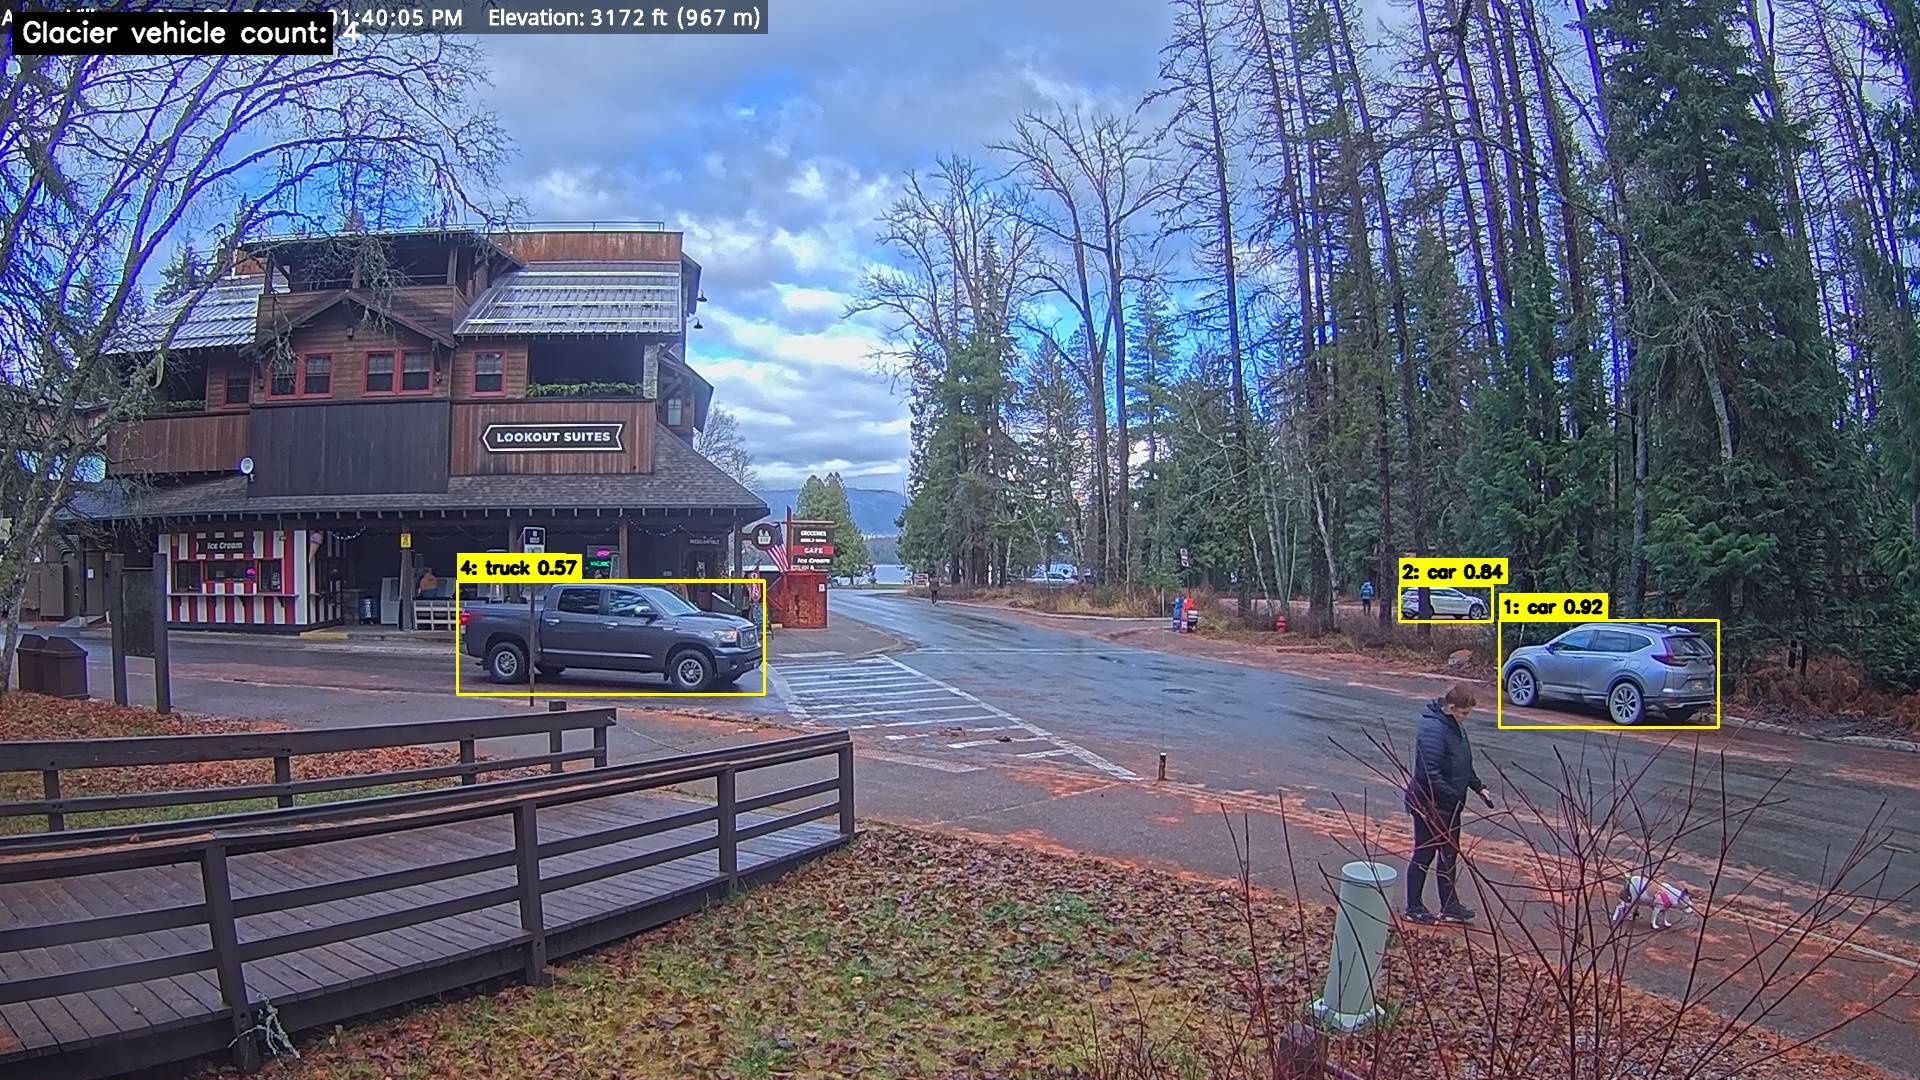 01:40:05 PM Elevation: 3172 ft (967 m)
Glacier vehicle count: 4
LOOKOUT SUITES
Ice Cream
GROCERIES
CAFE
Ice Cream
4: truck 0.57
2: car 0.84
1: car 0.92